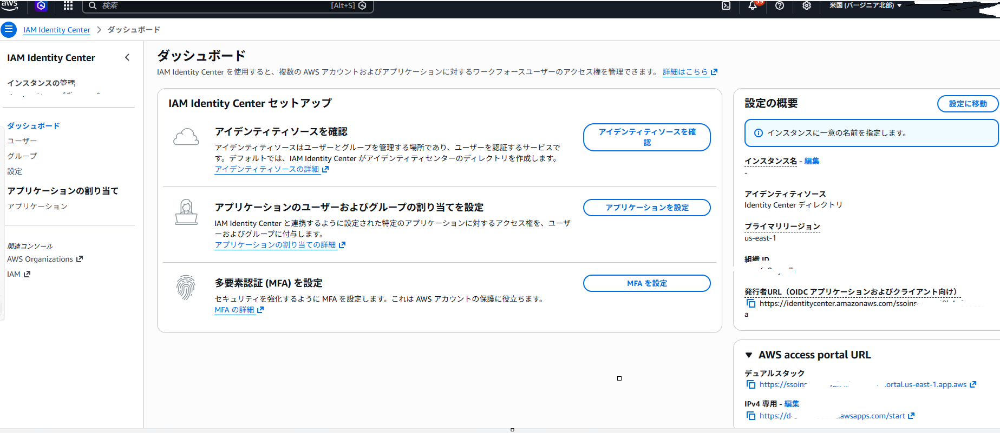 aws
検索
[Alt+S]
米国 (バージニア北部)
IAM Identity Center
ダッシュボード
IAM Identity Center
インスタンスの管理
ダッシュボード
ユーザー
グループ
設定
アプリケーションの割り当て
アプリケーション
関連コンソール
AWS Organizations
IAM
ダッシュボード
IAM Identity Center を使用すると、複数の AWS アカウントおよびアプリケーションに対するワークフォースユーザーのアクセス権を管理できます。 詳細はこちら
IAM Identity Center セットアップ
アイデンティティソースを確認
アイデンティティソースはユーザーとグループを管理する場所であり、ユーザーを認証するサービスで
す。デフォルトでは、IAM Identity Center がアイデンティティセンターのディレクトリを作成します。
アイデンティティソースの詳細
アイデンティティソースを確
認
アプリケーションのユーザーおよびグループの割り当てを設定
IAM Identity Center と連携するように設定された特定のアプリケーションに対するアクセス権を、ユーザ
ーおよびグループに付与します。
アプリケーションの割り当ての詳細
アプリケーションを設定
多要素認証 (MFA) を設定
セキュリティを強化するように MFA を設定します。これは AWS アカウントの保護に役立ちます。
MFA の詳細
MFA を設定
設定の概要
設定に移動
インスタンスに一意の名前を指定します。
インスタンス名 - 編集
-
アイデンティティソース
Identity Center ディレクトリ
プライマリリージョン
us-east-1
組織 ID
発行者URL（OIDC アプリケーションおよびクライアント向け）
https://identitycenter.amazonaws.com/ssoins-
a
AWS access portal URL
デュアルスタック
https://ssoins
ortal.us-east-1.app.aws
IPv4 専用 - 編集
https://d-
.awsapps.com/start